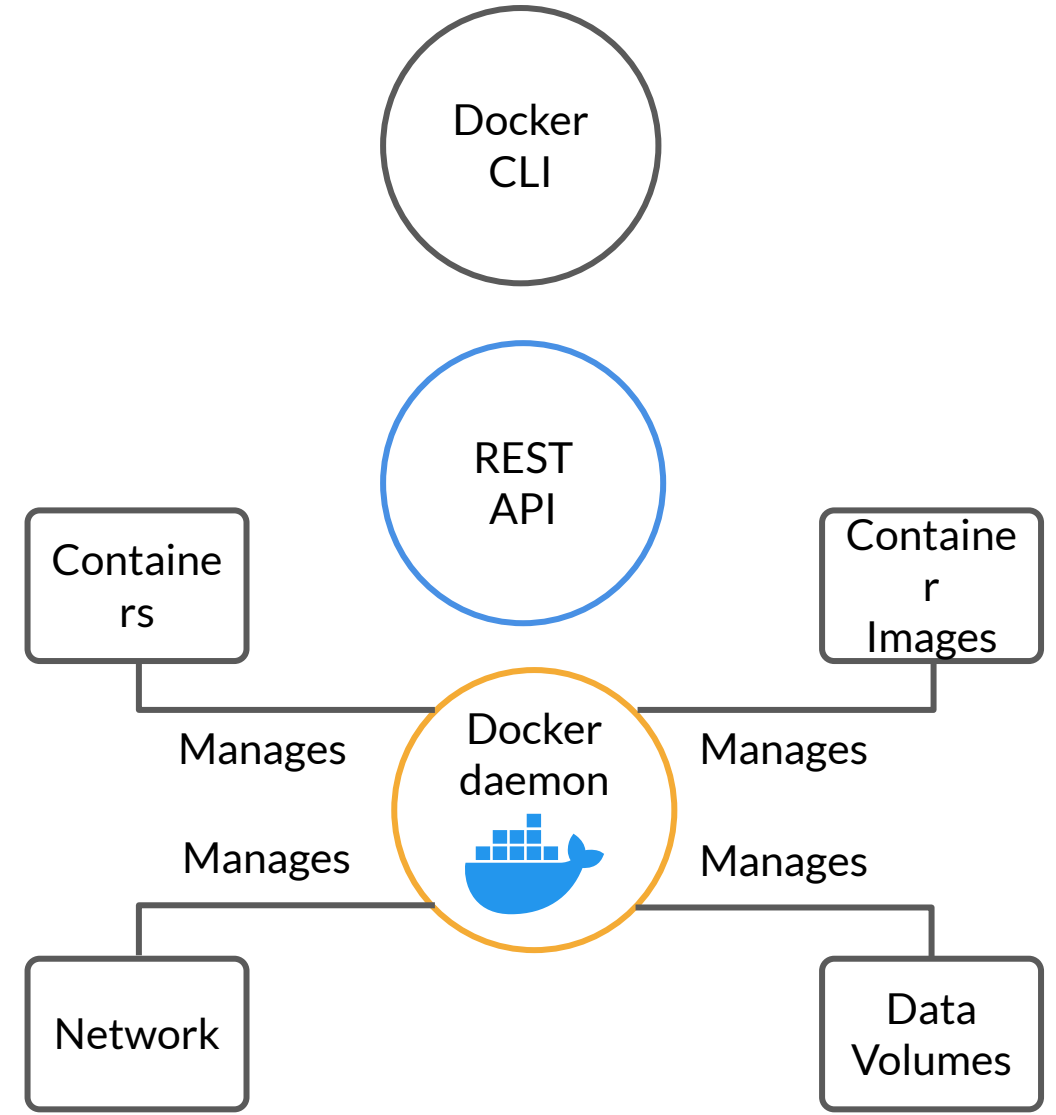 Docker
CLI
REST
API
Containe
rs
Containe
r
Images
Docker
daemon
Manages
Manages
Manages
Manages
Network
Data
Volumes